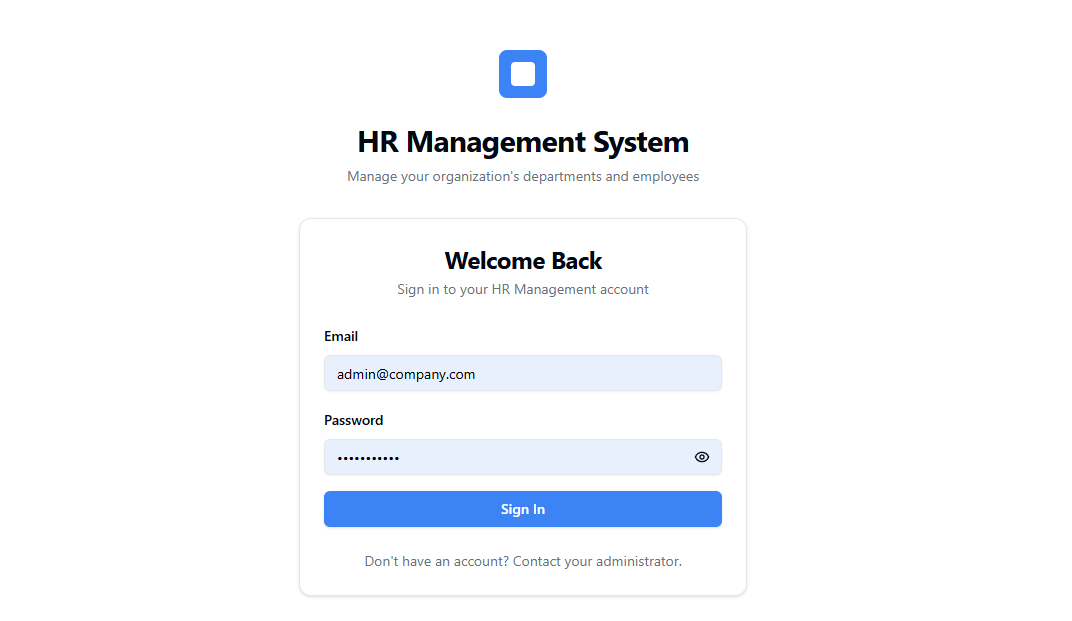 HR Management System
Manage your organization's departments and employees
Welcome Back
Sign in to your HR Management account
Email
admin@company.com
Password
•••••••••••
Sign In
Don't have an account? Contact your administrator.